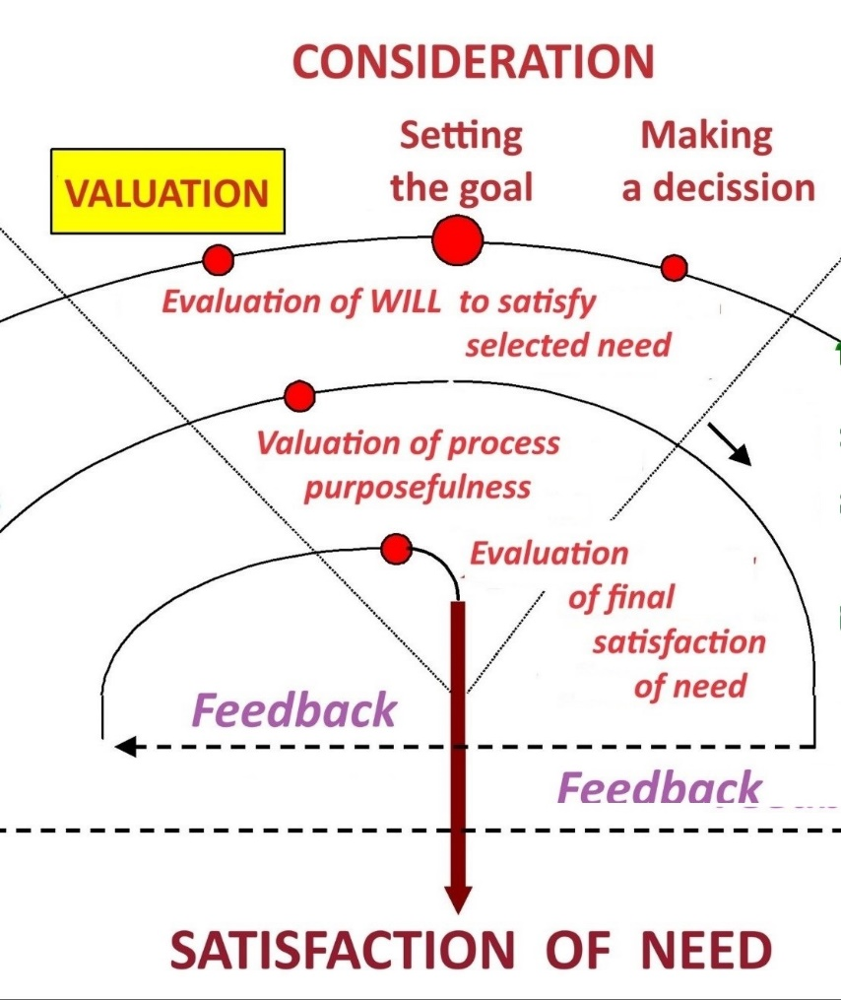 CONSIDERATION
Setting
the goal
Making
a decission
VALUATION
Evaluation of WILL to satisfy
selected need
Valuation of process
purposefulness
Evaluation
of final
satisfaction
of need
Feedback
Feedback
SATISFACTION OF NEED